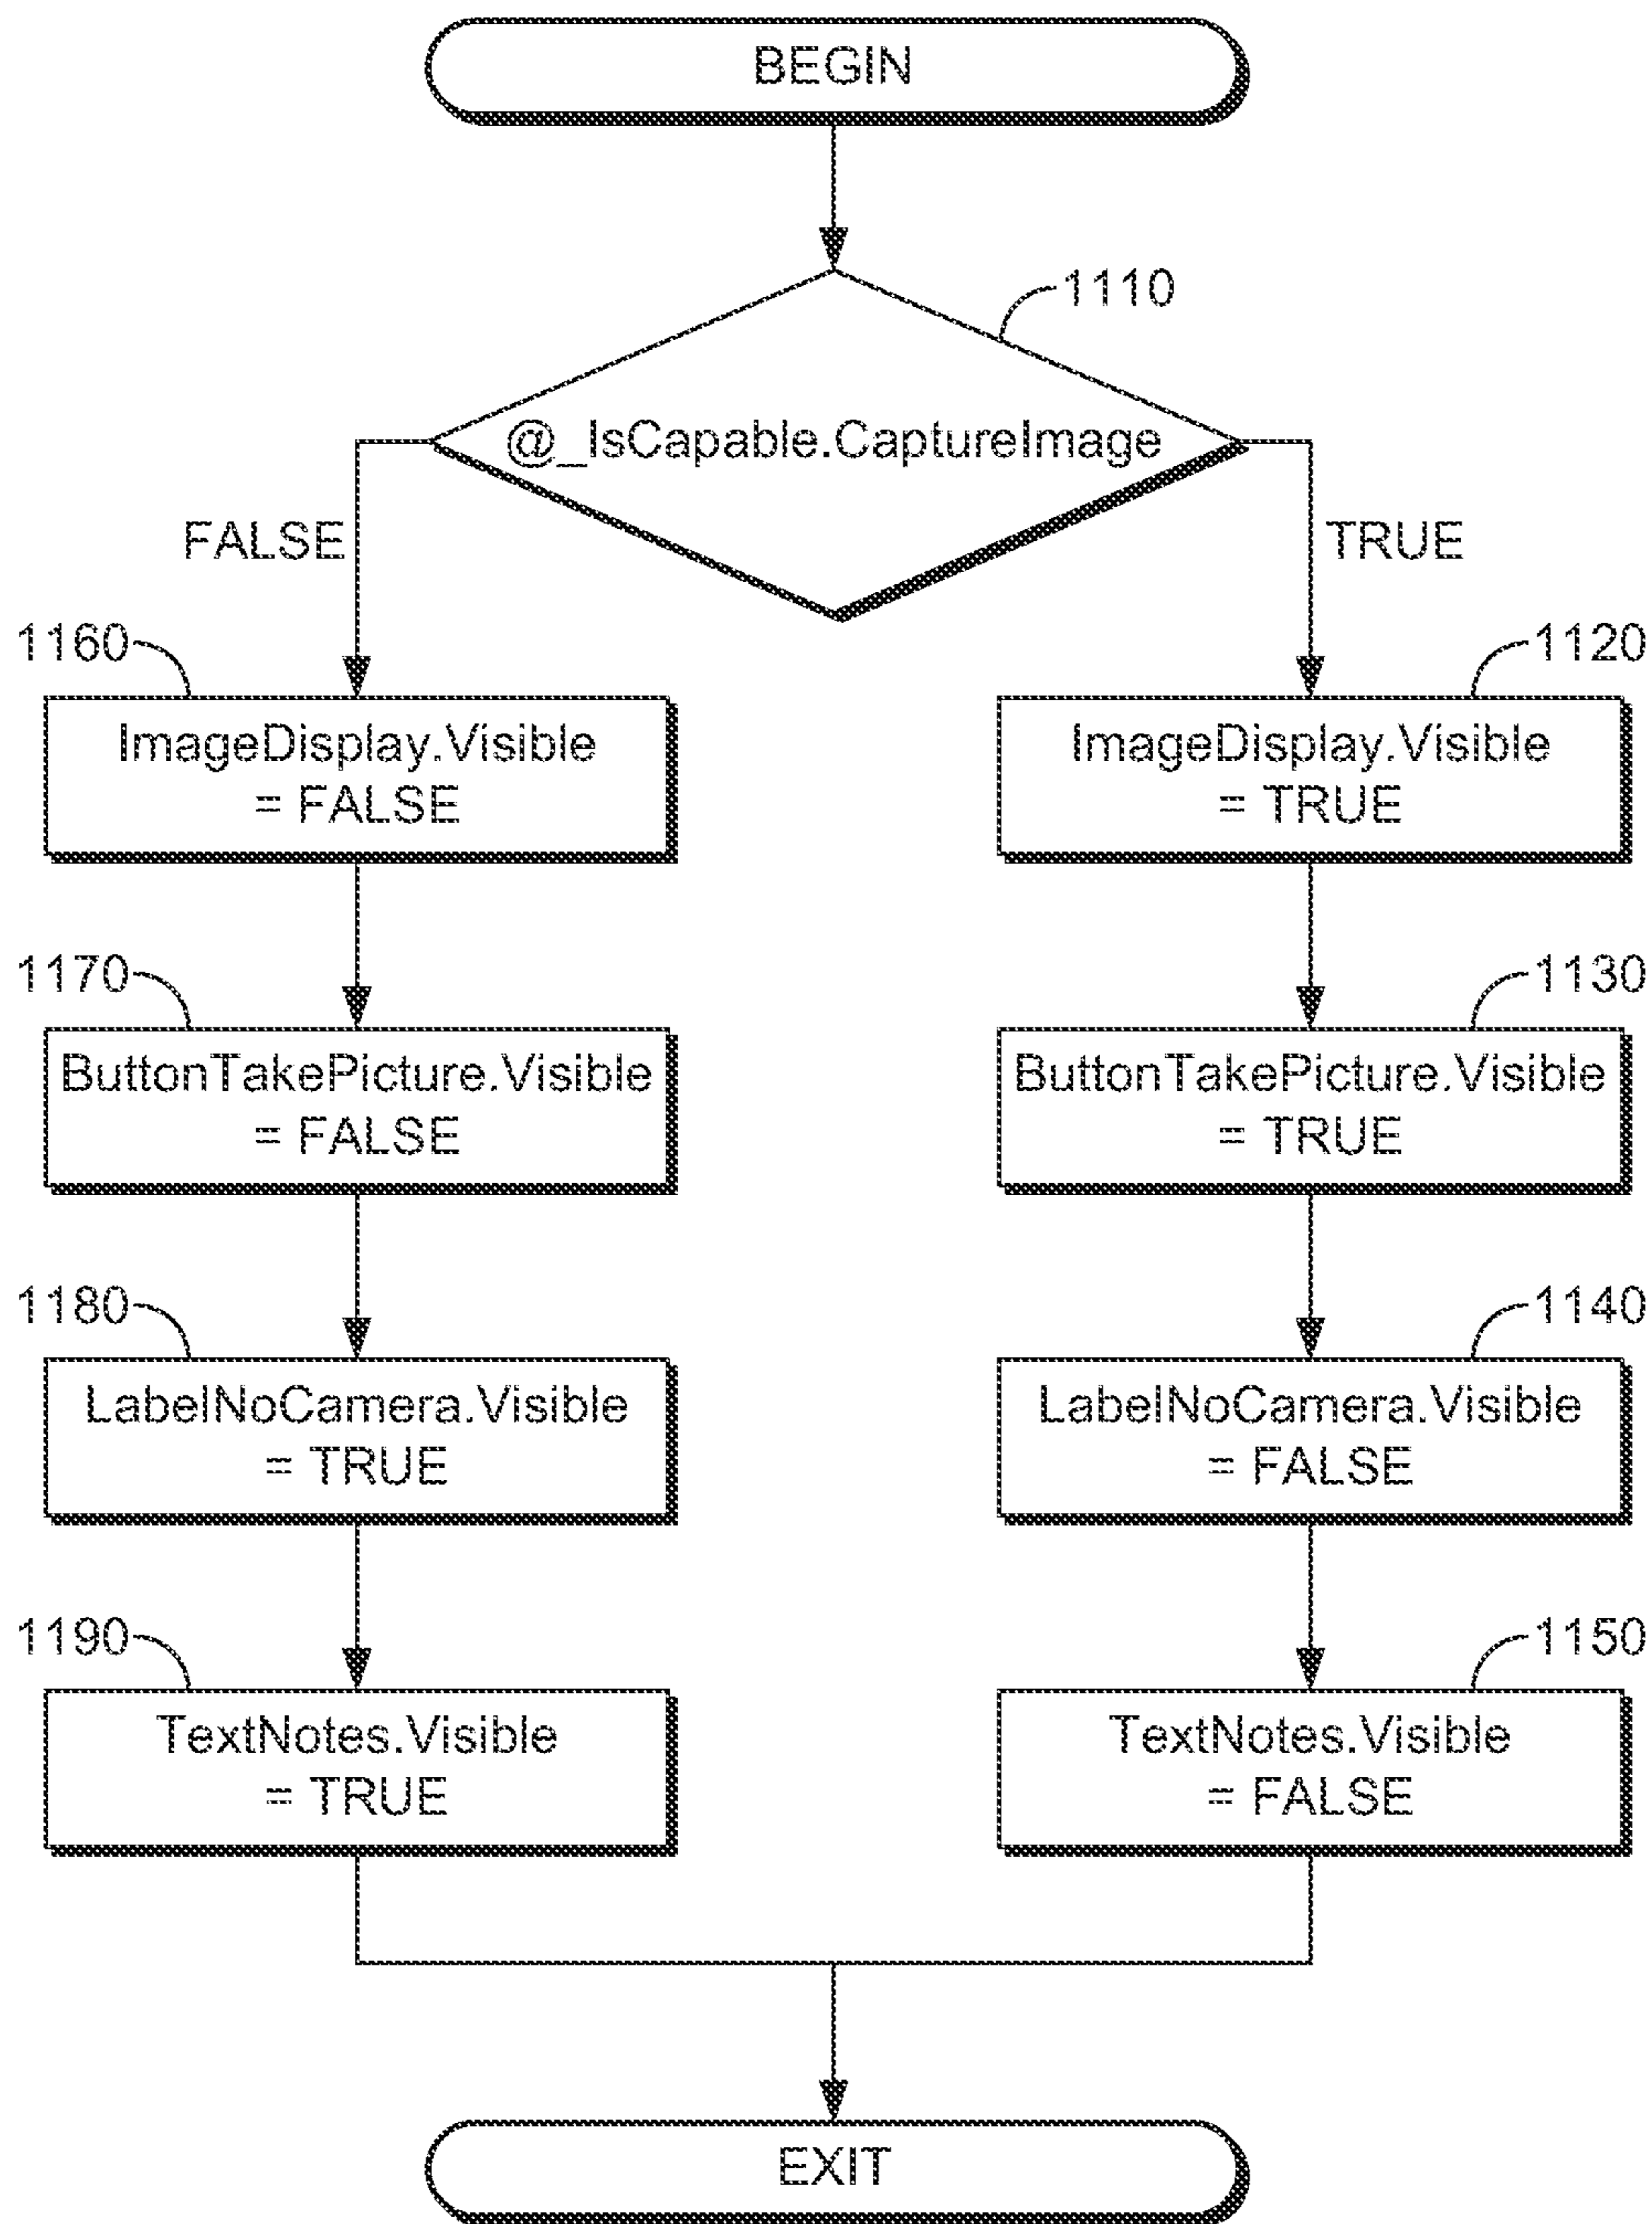 BEGIN
1110
@_IsCapable.CaptureImage
FALSE
TRUE
1160
ImageDisplay.Visible
= FALSE
1120
ImageDisplay.Visible
= TRUE
1170
ButtonTakePicture.Visible
= FALSE
1130
ButtonTakePicture.Visible
= TRUE
1180
LabelNoCamera.Visible
= TRUE
1140
LabelNoCamera.Visible
= FALSE
1190
TextNotes.Visible
= TRUE
1150
TextNotes.Visible
= FALSE
EXIT